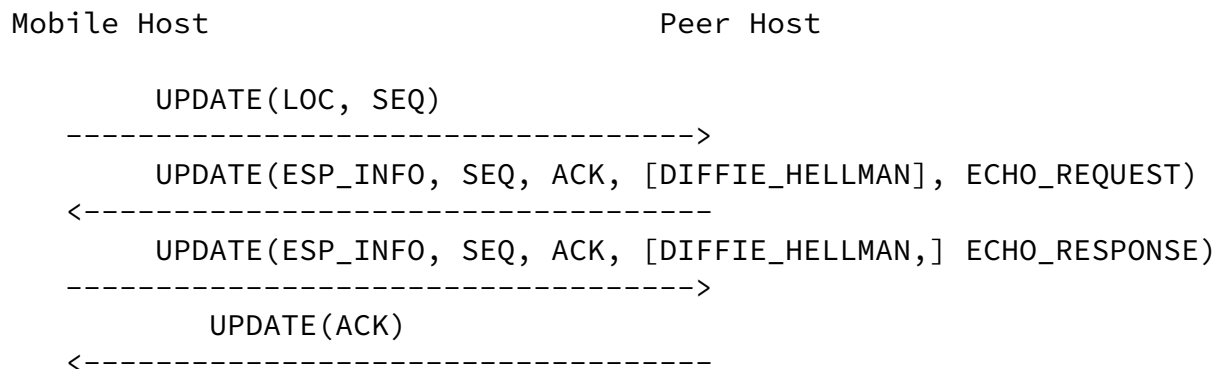 Mobile Host                         Peer Host
UPDATE(LOC, SEQ)
----------------------------------->
UPDATE(ESP_INFO, SEQ, ACK, [DIFFIE_HELLMAN], ECHO_REQUEST)
<-----------------------------------
UPDATE(ESP_INFO, SEQ, ACK, [DIFFIE_HELLMAN,] ECHO_RESPONSE)
----------------------------------->
UPDATE(ACK)
<-----------------------------------